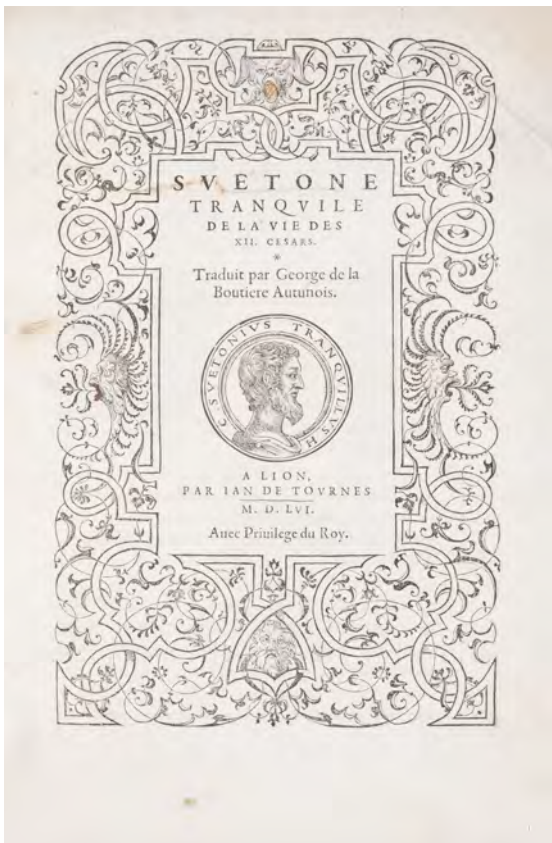 SVETONE
TRANQVILE
DE LA VIE DES
XII. CESARS.
*
Traduit par George de la
Boutiere Autunois.
C. SVETONIVS TRANQVILLVS H
A LION,
PAR IAN DE TOVRNES
M. D. LVI.
Auec Priuilege du Roy.